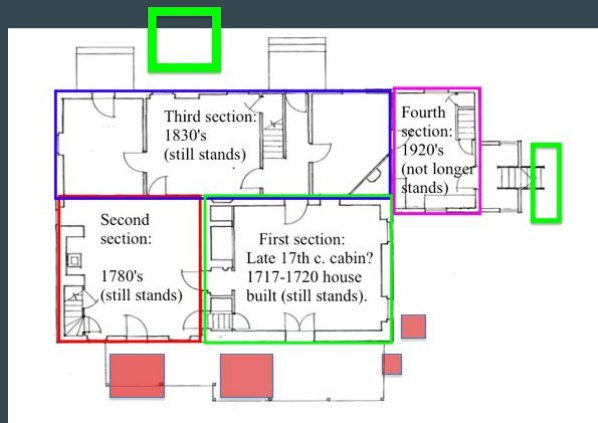 Third section:
1830's
(still stands)
Fourth
section:
1920's
(not longer
stands)
Second
section:
1780's
(still stands)
First section:
Late 17th c. cabin?
1717-1720 house
built (still stands).